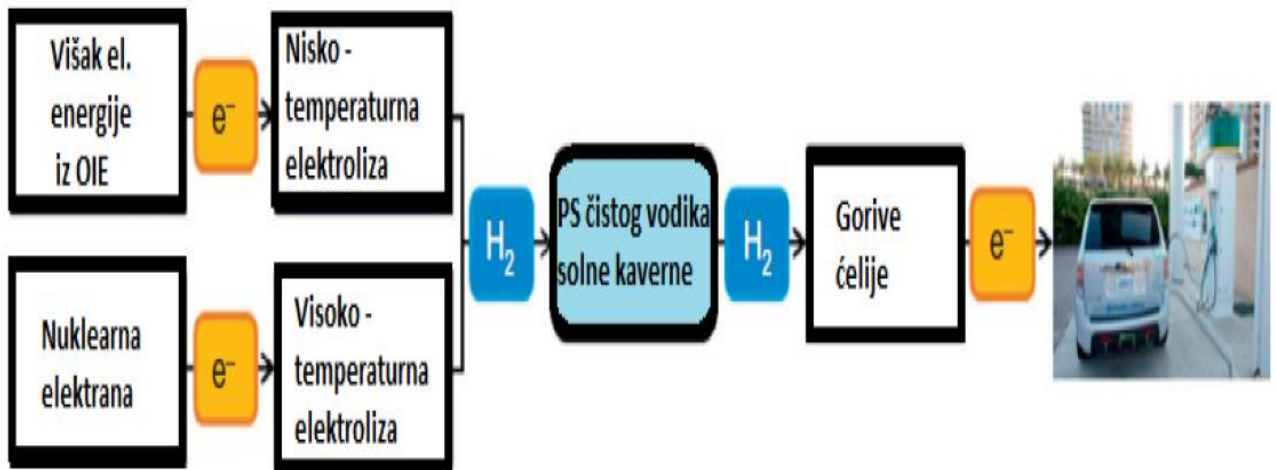 Višak el.
energije
iz OIE
e⁻
Nisko -
temperaturna
elektroliza
Nuklearna
elektrana
e⁻
Visoko -
temperaturna
elektroliza
H₂
PS čistog vodika
solne kaverne
H₂
Gorive
ćelije
e⁻